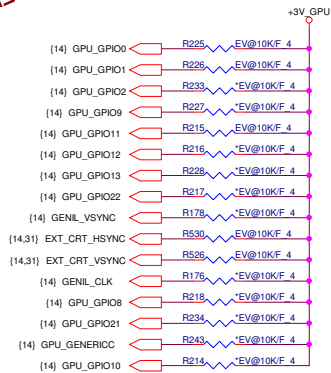 +3V_GPU
{14} GPU_GPIO0 R225 EV@10K/F_4
{14} GPU_GPIO1 R226 EV@10K/F_4
{14} GPU_GPIO2 R233 *EV@10K/F_4
{14} GPU_GPIO9 R227 *EV@10K/F_4
{14} GPU_GPIO11 R215 EV@10K/F_4
{14} GPU_GPIO12 R216 *EV@10K/F_4
{14} GPU_GPIO13 R228 *EV@10K/F_4
{14} GPU_GPIO22 R217 *EV@10K/F_4
{14} GENIL_VSYNC R178 *EV@10K/F_4
{14,31} EXT_CRT_HSYNC R530 EV@10K/F_4
{14,31} EXT_CRT_VSYNC R526 EV@10K/F_4
{14} GENIL_CLK R176 *EV@10K/F_4
{14} GPU_GPIO8 R218 *EV@10K/F_4
{14} GPU_GPIO21 R234 *EV@10K/F_4
{14} GPU_GENERICC R243 *EV@10K/F_4
{14} GPU_GPIO10 R214 *EV@10K/F_4